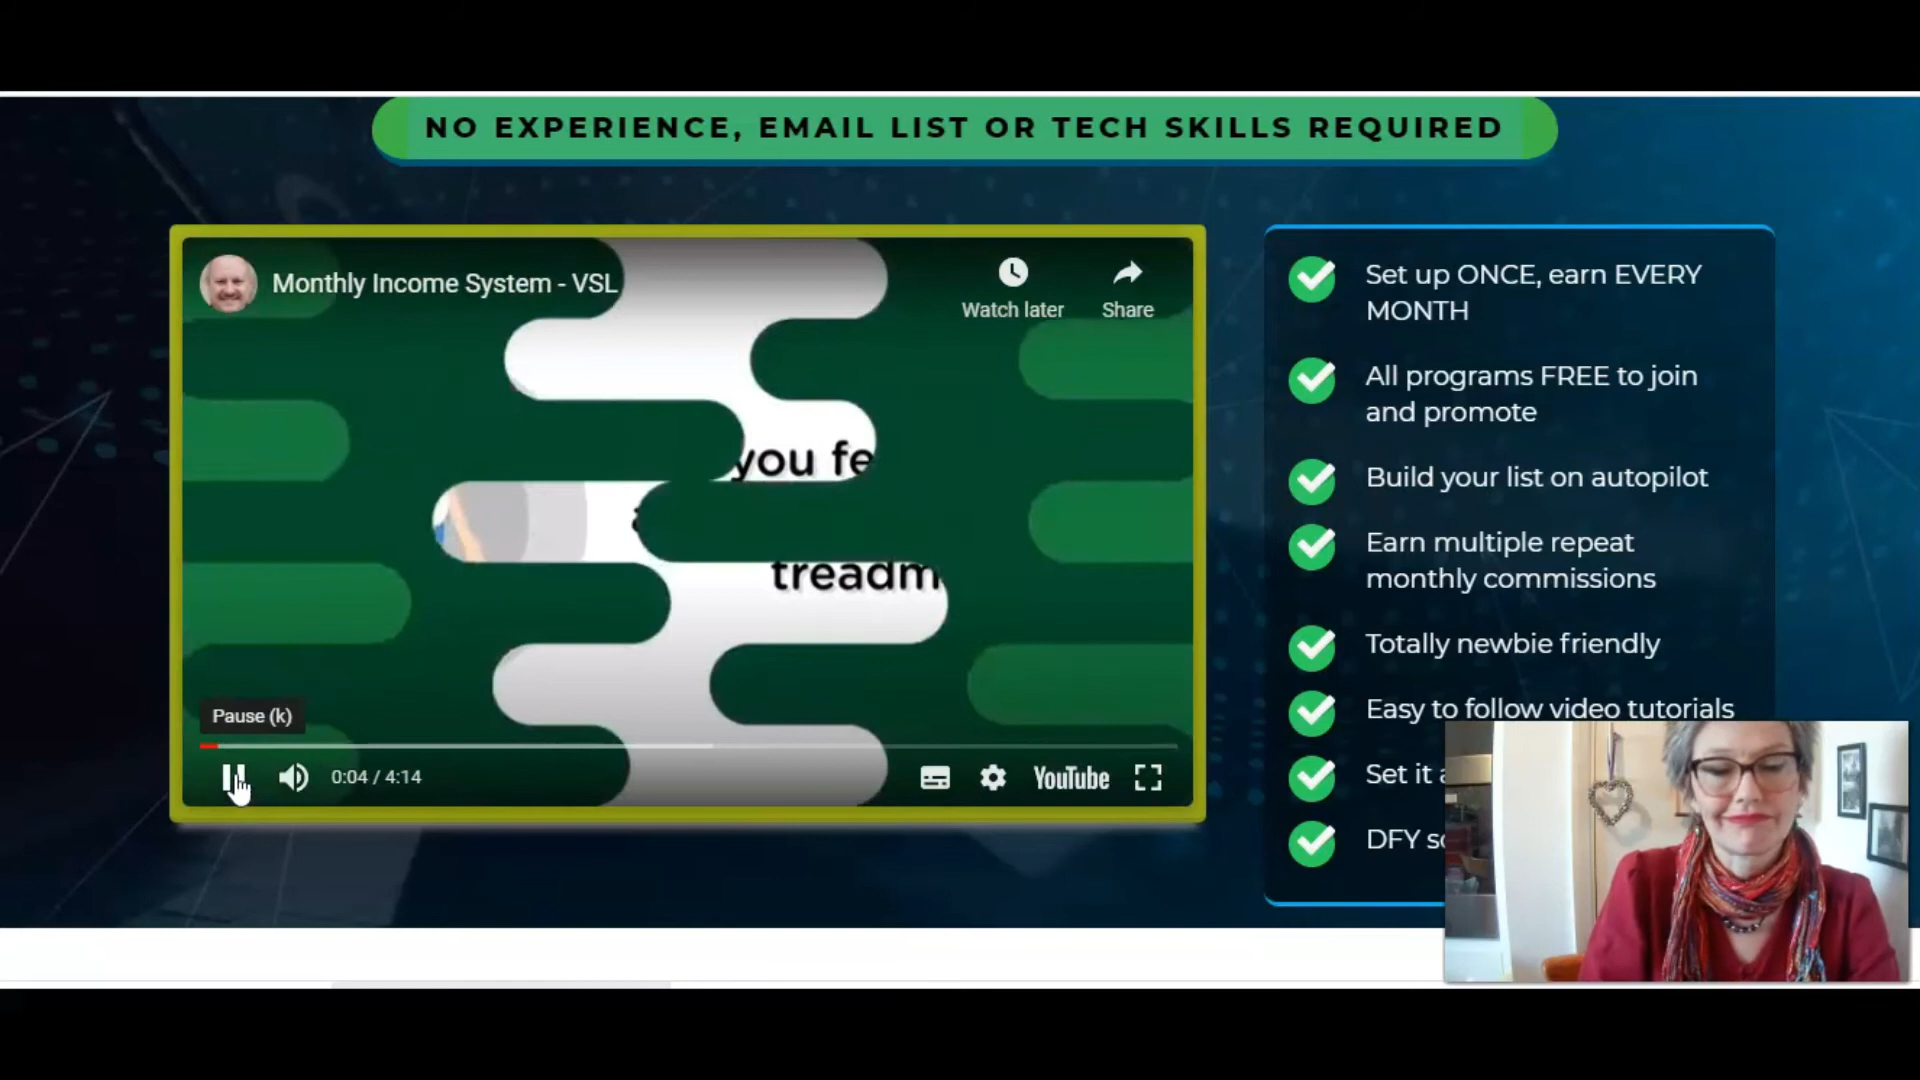 NO EXPERIENCE, EMAIL LIST OR TECH SKILLS REQUIRED
Monthly Income System - VSL
Watch later
Share
you fe
treadm
Pause (k)
0:04 / 4:14
YouTube
Set up ONCE, earn EVERY
MONTH
All programs FREE to join
and promote
Build your list on autopilot
Earn multiple repeat
monthly commissions
Totally newbie friendly
Easy to follow video tutorials
Set it
DFY